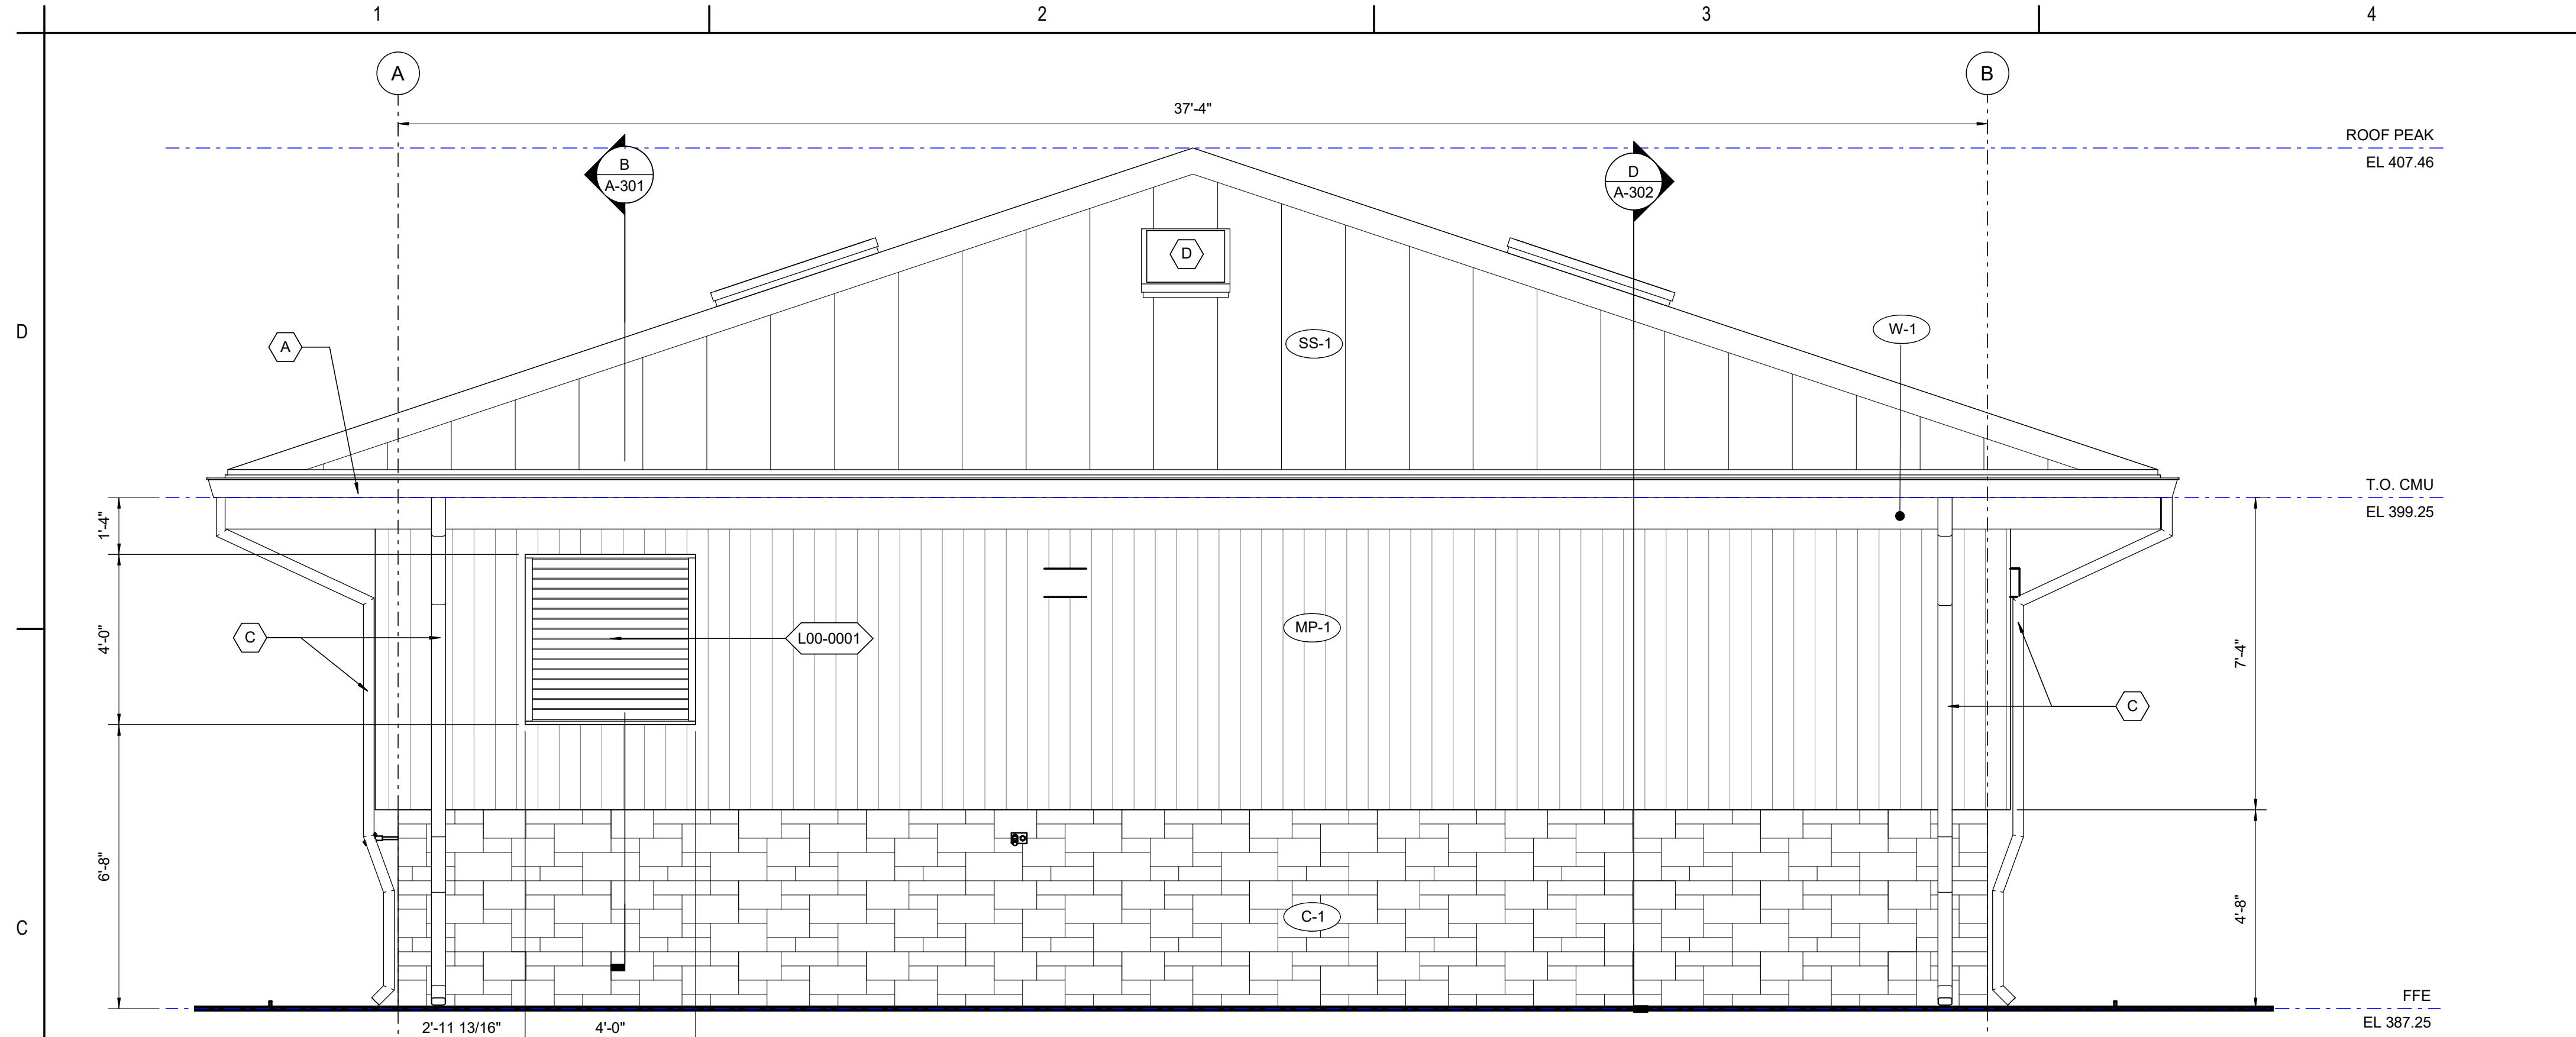 1
2
3
4
A
B
37'-4"
ROOF PEAK
EL 407.46
B
A-301
D
A-302
D
D
A
SS-1
W-1
T.O. CMU
EL 399.25
1'-4"
4'-0"
C
L00-0001
MP-1
7'-4"
C
6'-8"
C
C-1
4'-8"
FFE
EL 387.25
2'-11 13/16"
4'-0"